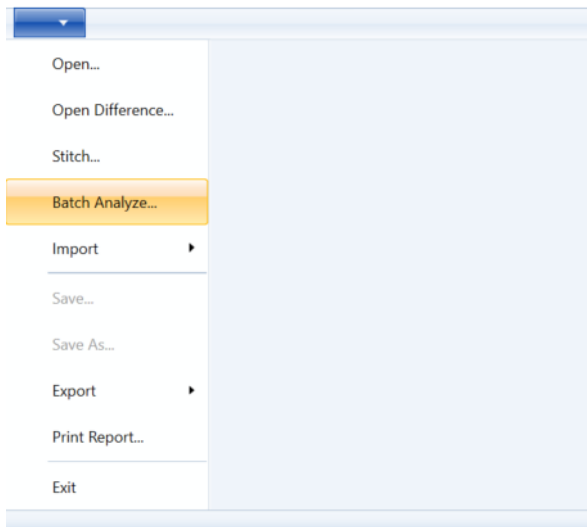 Open...
Open Difference...
Stitch...
Batch Analyze...
Import
Save...
Save As...
Export
Print Report...
Exit